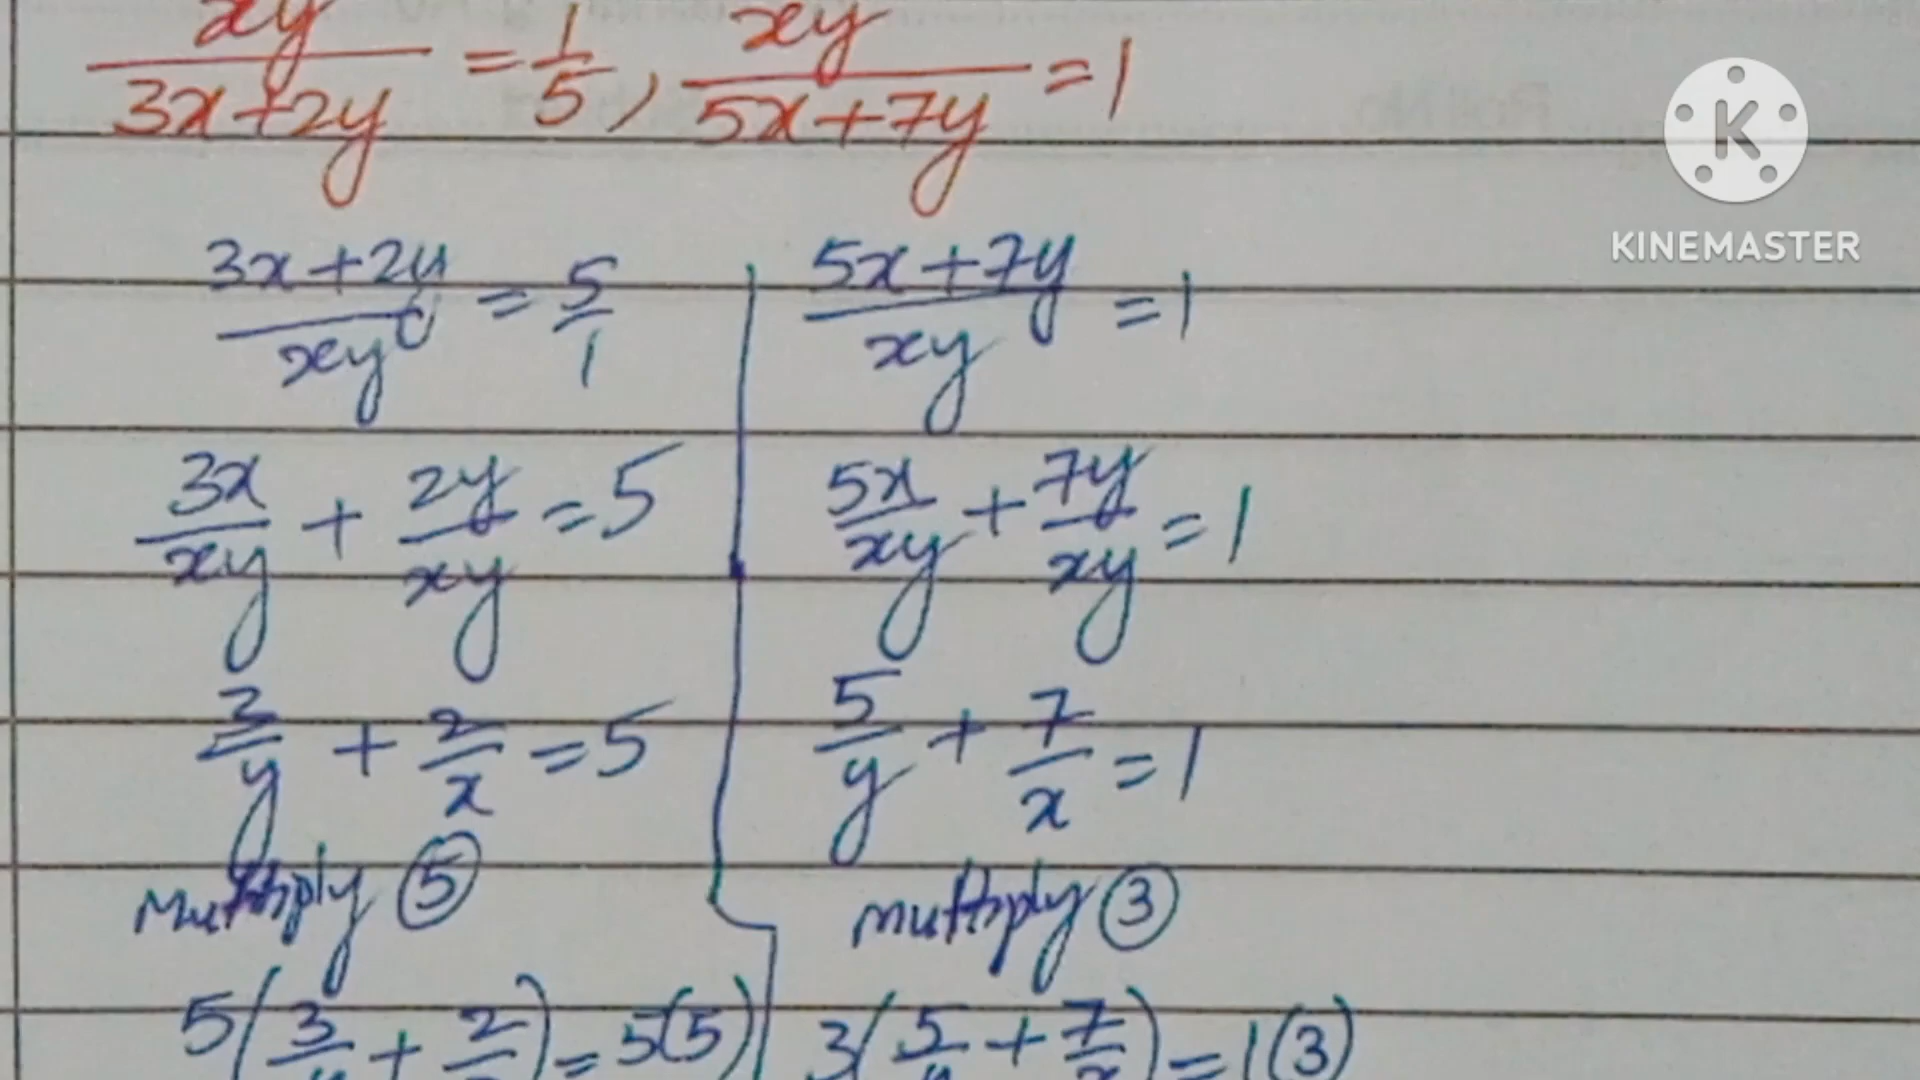 xy/(3x+2y) = 1/5, xy/(5x+7y) = 1
K
KINEMASTER
(3x+2y)/xy = 5/1
(5x+7y)/xy = 1
3x/xy + 2y/xy = 5
5x/xy + 7y/xy = 1
3/y + 2/x = 5
5/y + 7/x = 1
multiply ⑤
multiply ③
5(3/y + 2/x) = 5(5)
3(5/y + 7/x) = 1(3)